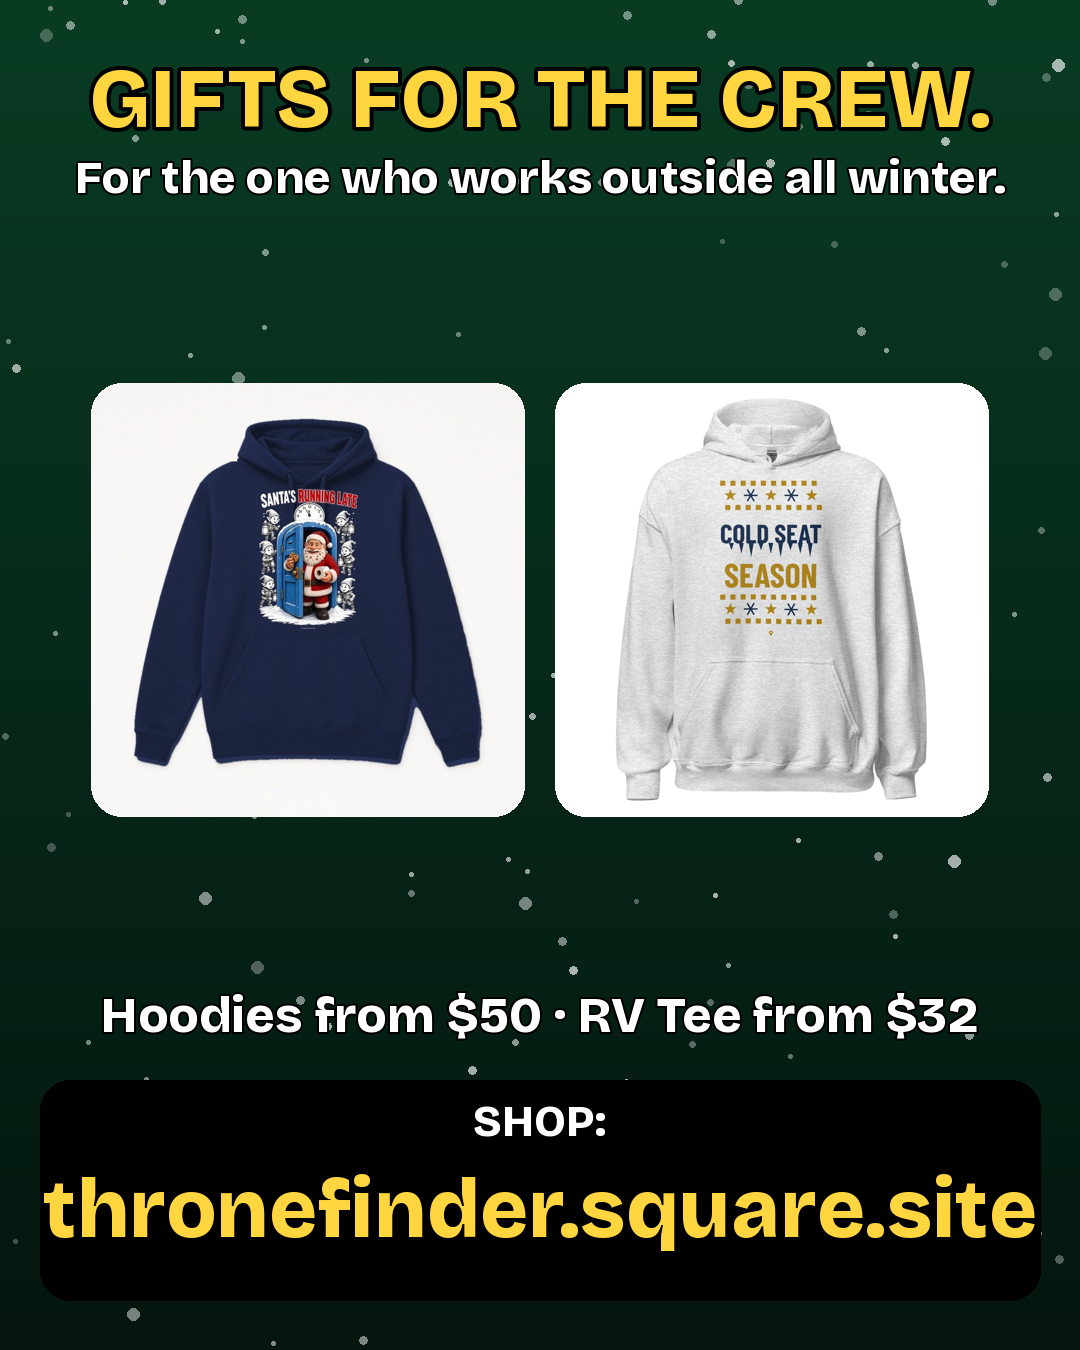 GIFTS FOR THE CREW.
For the one who works outside all winter.
SANTA'S RUNNING LATE
COLD SEAT
SEASON
Hoodies from $50 · RV Tee from $32
SHOP:
thronefinder.square.site